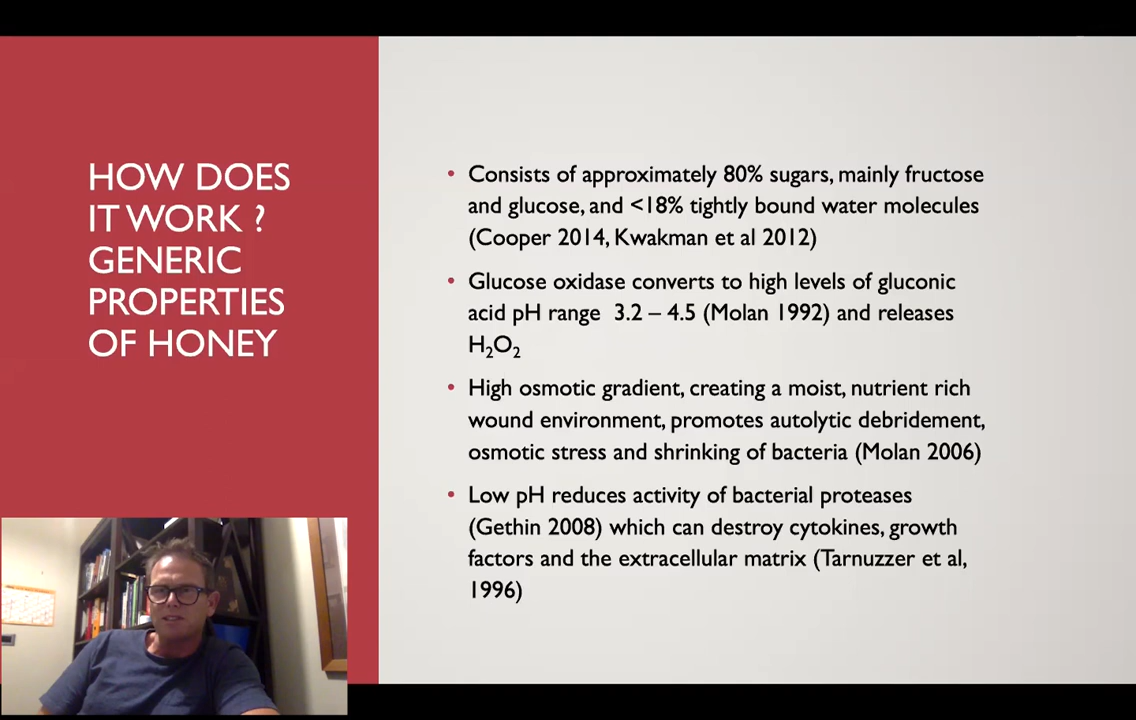 HOW DOES
IT WORK ?
GENERIC
PROPERTIES
OF HONEY
• Consists of approximately 80% sugars, mainly fructose
and glucose, and <18% tightly bound water molecules
(Cooper 2014, Kwakman et al 2012)
• Glucose oxidase converts to high levels of gluconic
acid pH range 3.2 – 4.5 (Molan 1992) and releases
H₂O₂
• High osmotic gradient, creating a moist, nutrient rich
wound environment, promotes autolytic debridement,
osmotic stress and shrinking of bacteria (Molan 2006)
• Low pH reduces activity of bacterial proteases
(Gethin 2008) which can destroy cytokines, growth
factors and the extracellular matrix (Tarnuzzer et al,
1996)